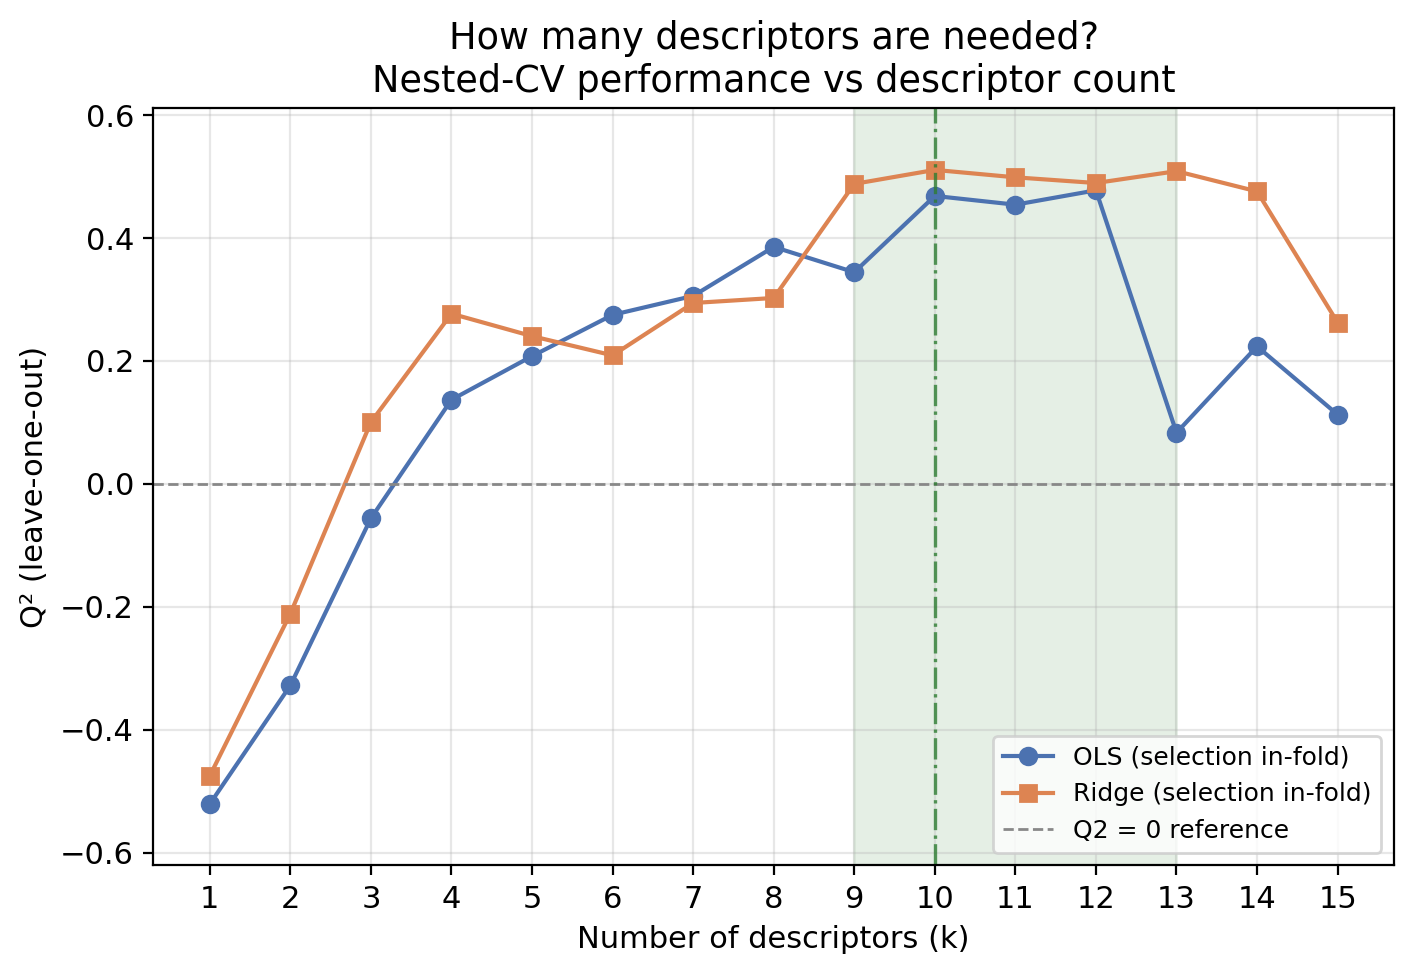 How many descriptors are needed?
Nested-CV performance vs descriptor count
0.6
0.4
0.2
0.0
−0.2
−0.4
−0.6
Q² (leave-one-out)
OLS (selection in-fold)
Ridge (selection in-fold)
Q2 = 0 reference
1 2 3 4 5 6 7 8 9 10 11 12 13 14 15
Number of descriptors (k)